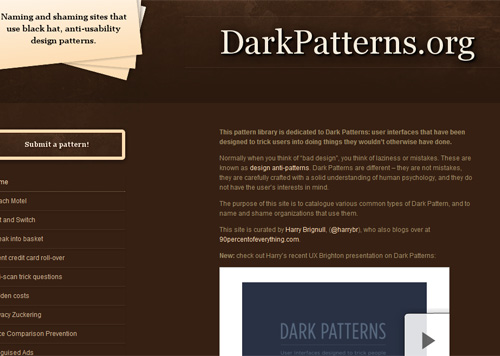 Naming and shaming sites that
use black hat, anti-usability
design patterns.
DarkPatterns.org
Submit a pattern!
This pattern library is dedicated to Dark Patterns: user interfaces that have been
designed to trick users into doing things they wouldn't otherwise have done.
Normally when you think of "bad design", you think of laziness or mistakes. These are
known as design anti-patterns. Dark Patterns are different – they are not mistakes,
they are carefully crafted with a solid understanding of human psychology, and they do
not have the user's interests in mind.
The purpose of this site is to catalogue various common types of Dark Pattern, and to
name and shame organizations that use them.
This site is curated by Harry Brignull, (@harrybr), who also blogs over at
90percentofeverything.com.
New: check out Harry's recent UX Brighton presentation on Dark Patterns:
me
ach Motel
t and Switch
eak into basket
ent credit card roll-over
-scan trick questions
den costs
acy Zuckering
ce Comparison Prevention
guised Ads
DARK PATTERNS
User interfaces designed to trick people